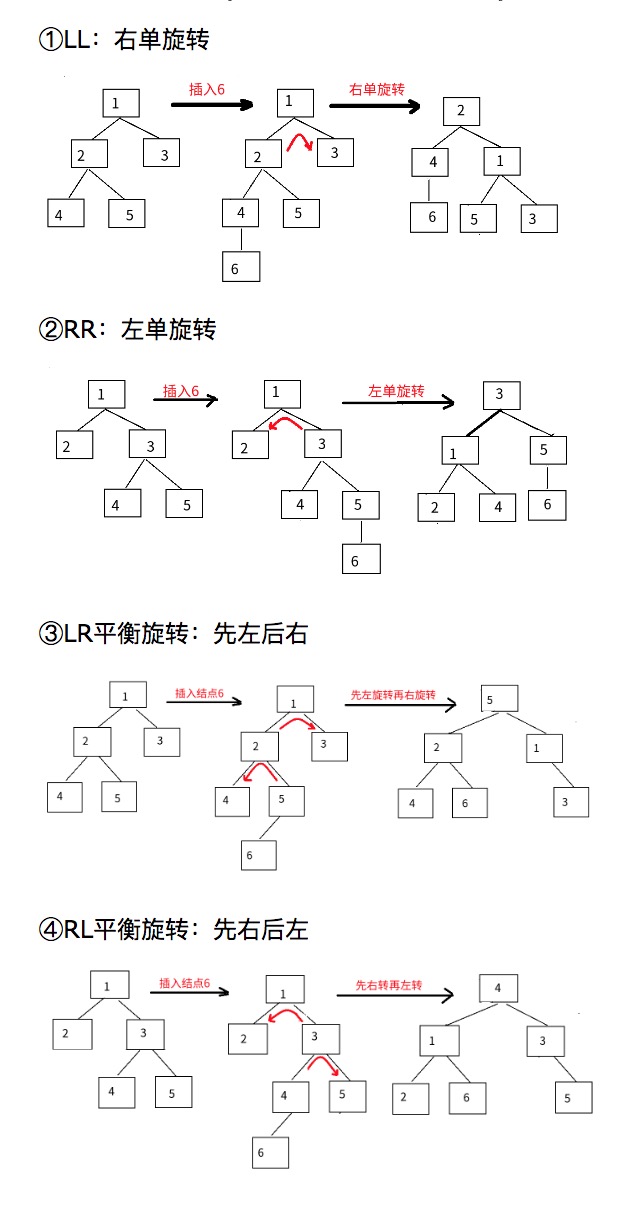 ①LL：右单旋转
插入6 右单旋转
1 1 2
2 3 2 3 4 1
4 5 4 5 6 5 3
6
②RR：左单旋转
插入6 左单旋转
1 1 3
2 3 2 3 1 5
4 5 4 5 2 4 6
6
③LR平衡旋转：先左后右
插入结点6 先左旋转再右旋转
1 1 5
2 3 2 3 2 1
4 5 4 5 4 6 3
6
④RL平衡旋转：先右后左
插入结点6 先右转再左转
1 1 4
2 3 2 3 1 3
4 5 4 5 2 6 5
6